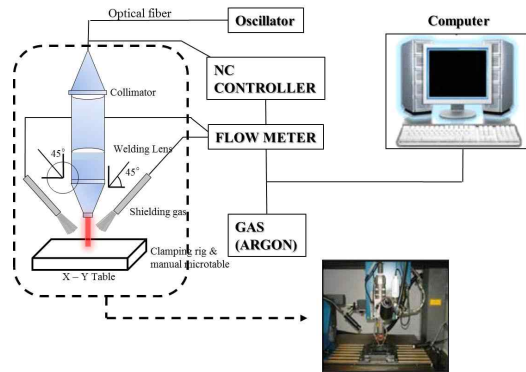 Optical fiber
Oscillator
Computer
NC
CONTROLLER
Collimator
FLOW METER
Welding Lens
45°
45°
Shielding gas
GAS
(ARGON)
Clamping rig &
manual microtable
X – Y Table